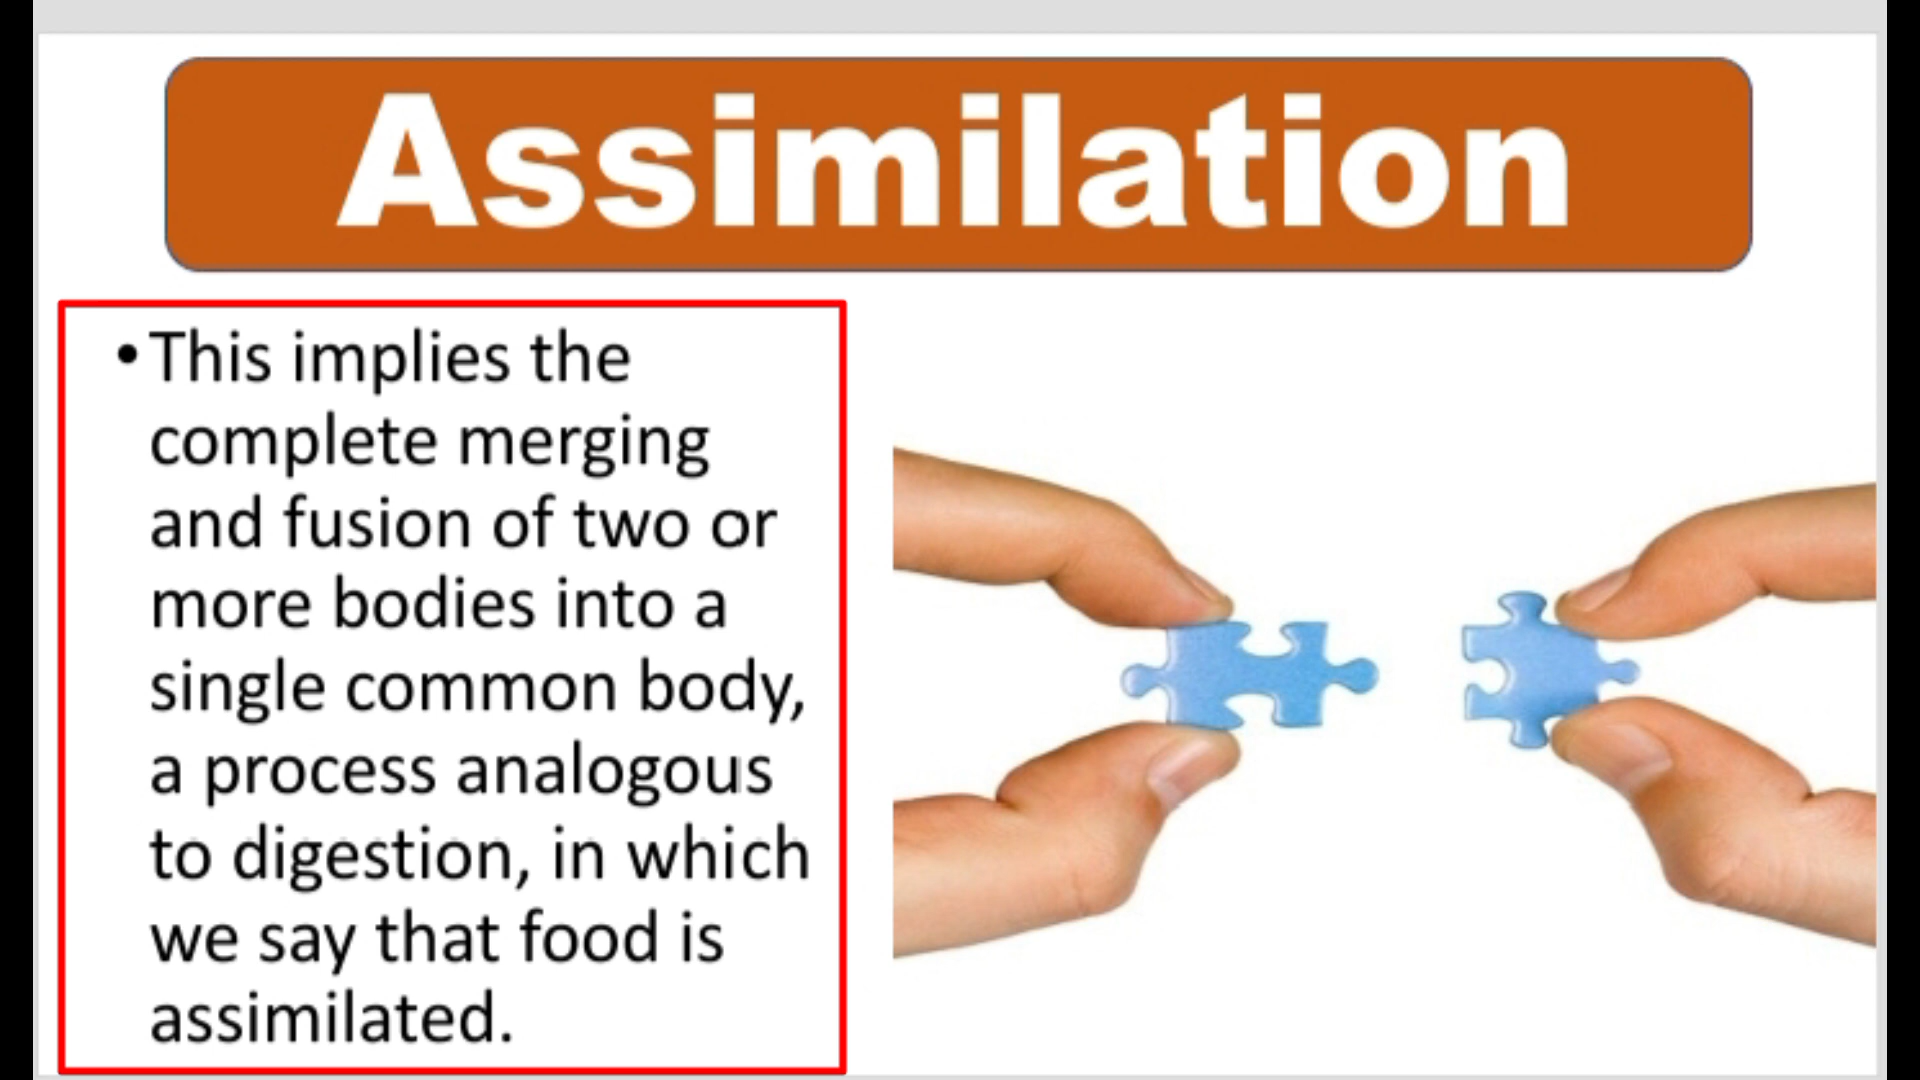 Assimilation
• This implies the
complete merging
and fusion of two or
more bodies into a
single common body,
a process analogous
to digestion, in which
we say that food is
assimilated.